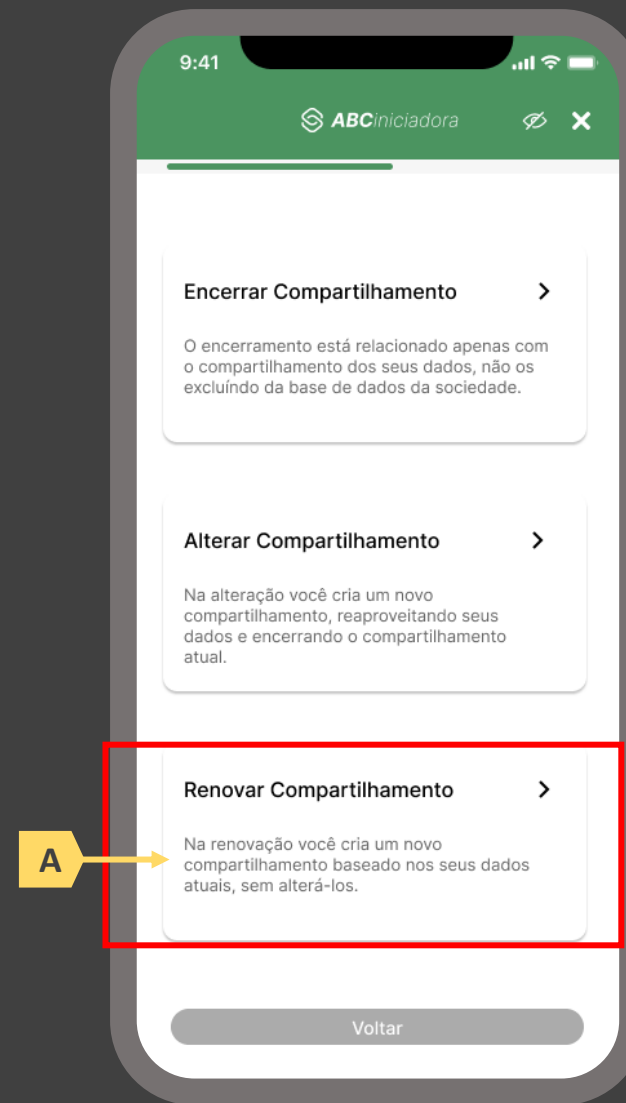 9:41
ABCiniciadora
Encerrar Compartilhamento
O encerramento está relacionado apenas com
o compartilhamento dos seus dados, não os
excluíndo da base de dados da sociedade.
Alterar Compartilhamento
Na alteração você cria um novo
compartilhamento, reaproveitando seus
dados e encerrando o compartilhamento
atual.
Renovar Compartilhamento
A
Na renovação você cria um novo
compartilhamento baseado nos seus dados
atuais, sem alterá-los.
Voltar